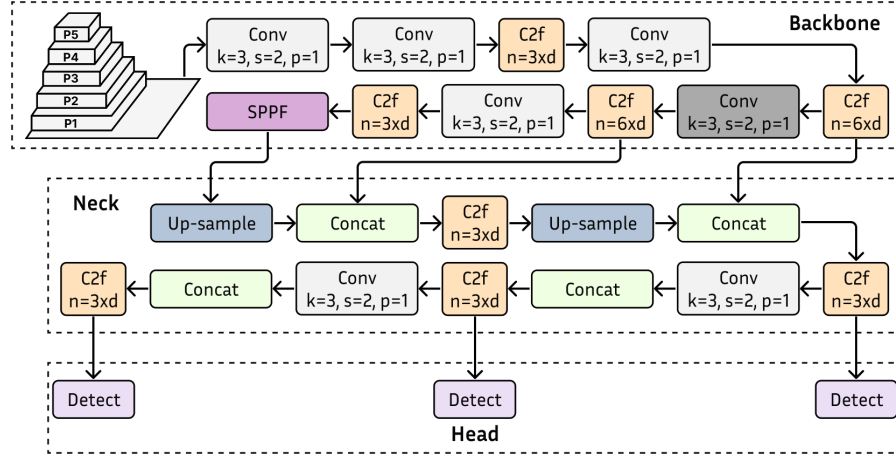 P5
P4
P3
P2
P1
Backbone
Conv
k=3, s=2, p=1
Conv
k=3, s=2, p=1
C2f
n=3xd
Conv
k=3, s=2, p=1
SPPF
C2f
n=3xd
Conv
k=3, s=2, p=1
C2f
n=6xd
Conv
k=3, s=2, p=1
C2f
n=6xd
Neck
Up-sample
Concat
C2f
n=3xd
Up-sample
Concat
C2f
n=3xd
Concat
Conv
k=3, s=2, p=1
C2f
n=3xd
Concat
Conv
k=3, s=2, p=1
C2f
n=3xd
Detect
Detect
Detect
Head